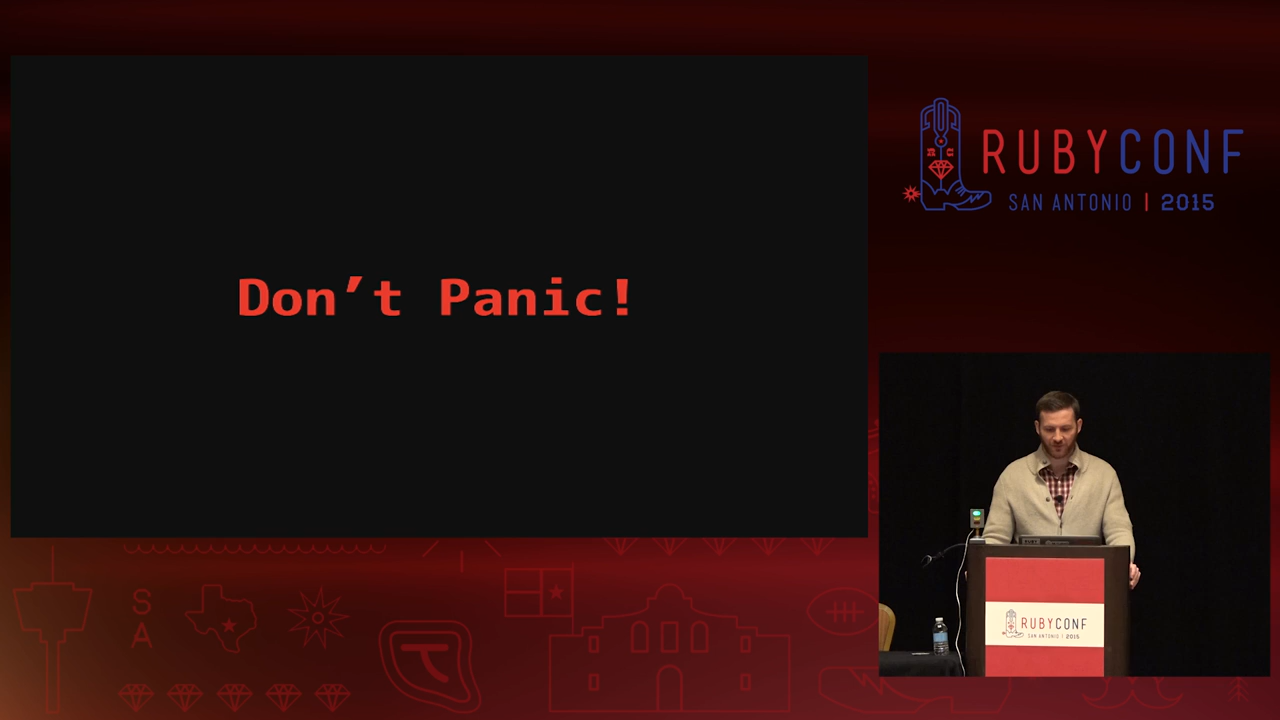 Don’t Panic!
RUBYCONF
SAN ANTONIO | 2015
RUBYCONF
SAN ANTONIO | 2015
S
A